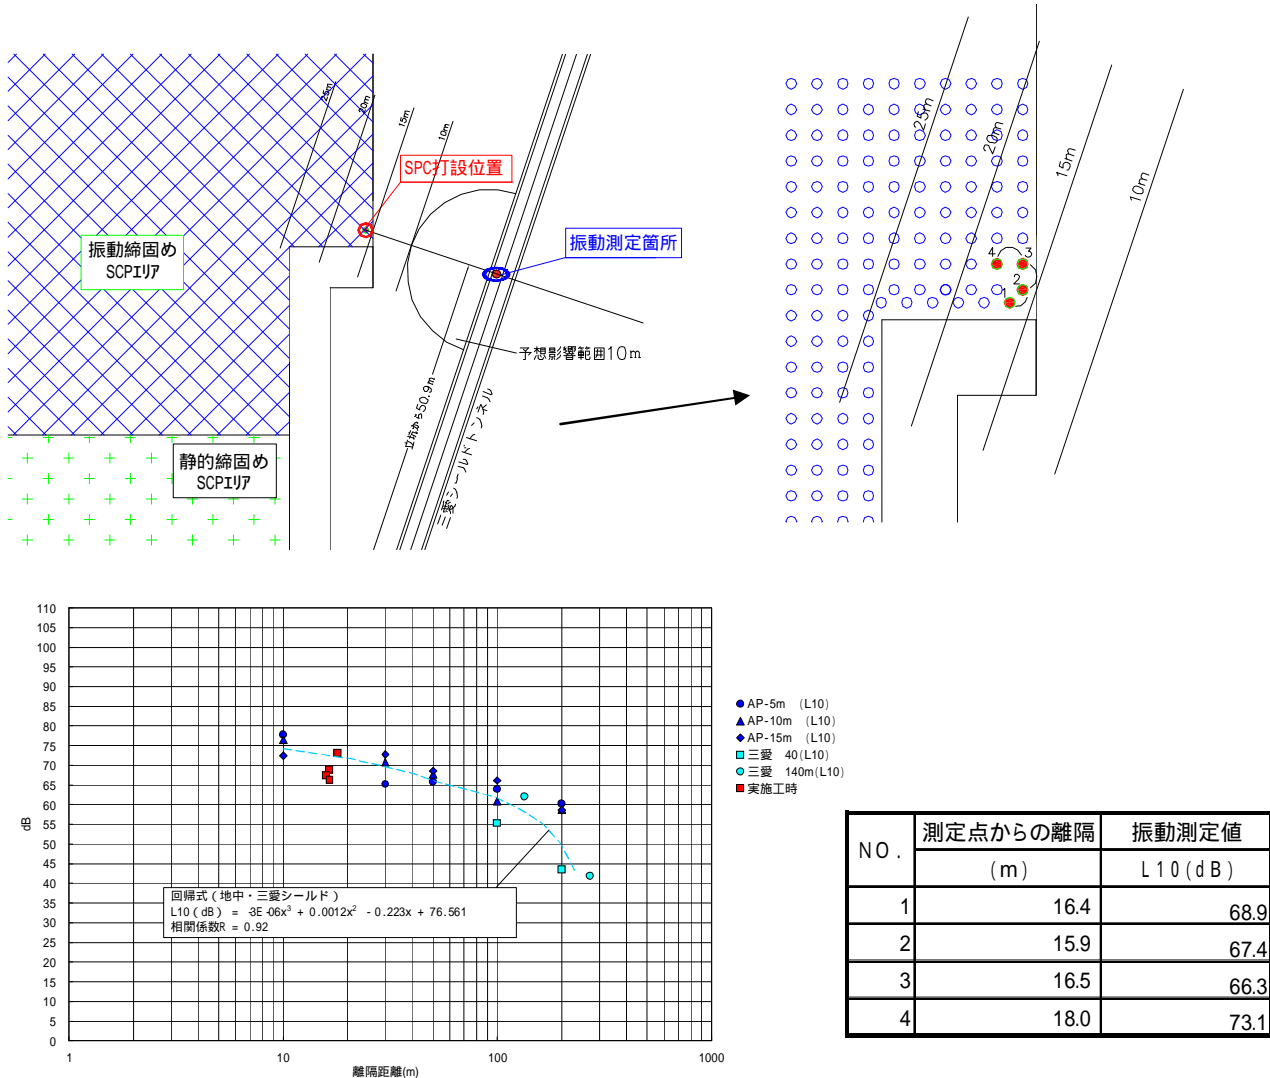 25m
20m
15m
10m
SPC打設位置
振動測定箇所
振動締固め
SCPエリア
予想影響範囲10m
立坑から50.9m
三愛シールドトンネル
静的締固め
SCPエリア
25m
20m
15m
10m
4
3
2
1
110
105
100
95
90
85
80
75
70
65
60
55
50
45
40
35
30
25
20
15
10
5
0
dB
1
10
100
1000
離隔距離(m)
AP-5m (L10)
AP-10m (L10)
AP-15m (L10)
三愛 40(L10)
三愛 140m(L10)
実施工時
回帰式(地中・三愛シールド)
L10(dB) = -3E-06x³ + 0.0012x² - 0.223x + 76.561
相関係数R = 0.92
NO. 測定点からの離隔 振動測定値
(m) L10(dB)
1 16.4 68.9
2 15.9 67.4
3 16.5 66.3
4 18.0 73.1